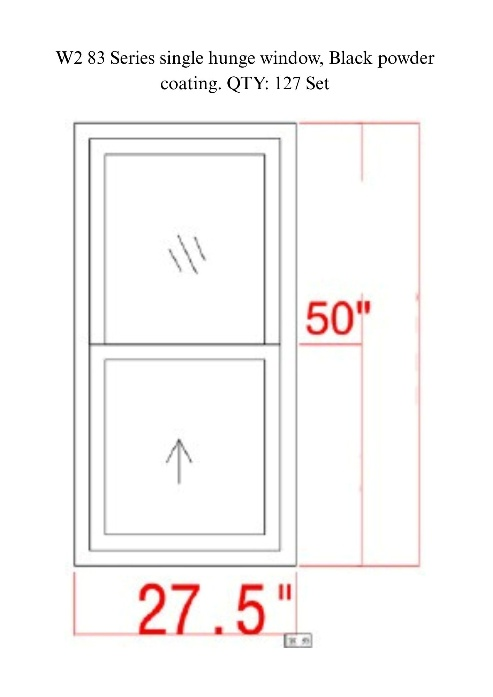 W2 83 Series single hunge window, Black powder
coating. QTY: 127 Set
50"
27.5"